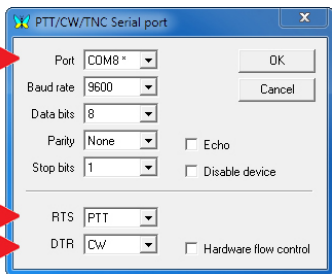 PTT/CW/TNC Serial port
Port COM8 * OK
Baud rate 9600 Cancel
Data bits 8
Parity None Echo
Stop bits 1 Disable device
RTS PTT
DTR CW Hardware flow control